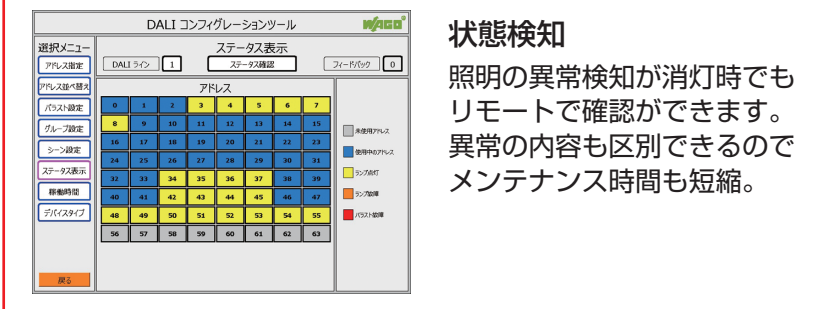 DALI コンフィグレーションツール
WAGO
選択メニュー
ステータス表示
アドレス指定
DALI ライン 1 ステータス確認 フィードバック 0
アドレス並べ替え
アドレス
バラスト設定
0 1 2 3 4 5 6 7
グループ設定
8 9 10 11 12 13 14 15
未使用アドレス
シーン設定
16 17 18 19 20 21 22 23
使用中のアドレス
ステータス表示
24 25 26 27 28 29 30 31
ランプ点灯
稼働時間
32 33 34 35 36 37 38 39
ランプ故障
デバイスタイプ
40 41 42 43 44 45 46 47
バラスト故障
48 49 50 51 52 53 54 55
56 57 58 59 60 61 62 63
戻る
状態検知
照明の異常検知が消灯時でも
リモートで確認ができます。
異常の内容も区別できるので
メンテナンス時間も短縮。